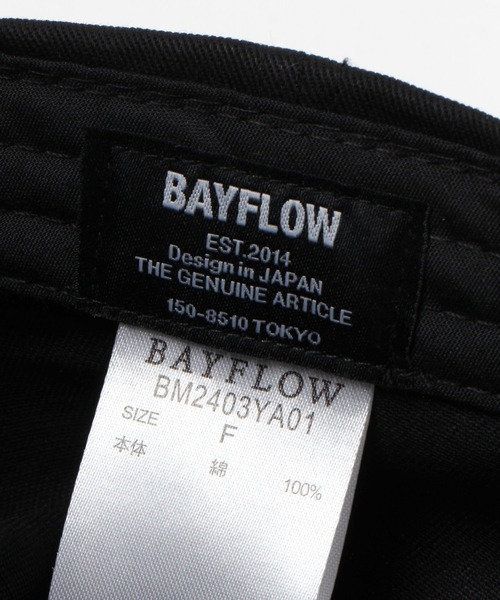 BAYFLOW
EST.2014
Design in JAPAN
THE GENUINE ARTICLE
150-8510 TOKYO
BAYFLOW
BM2403YA01
SIZE F
本体 綿 100%